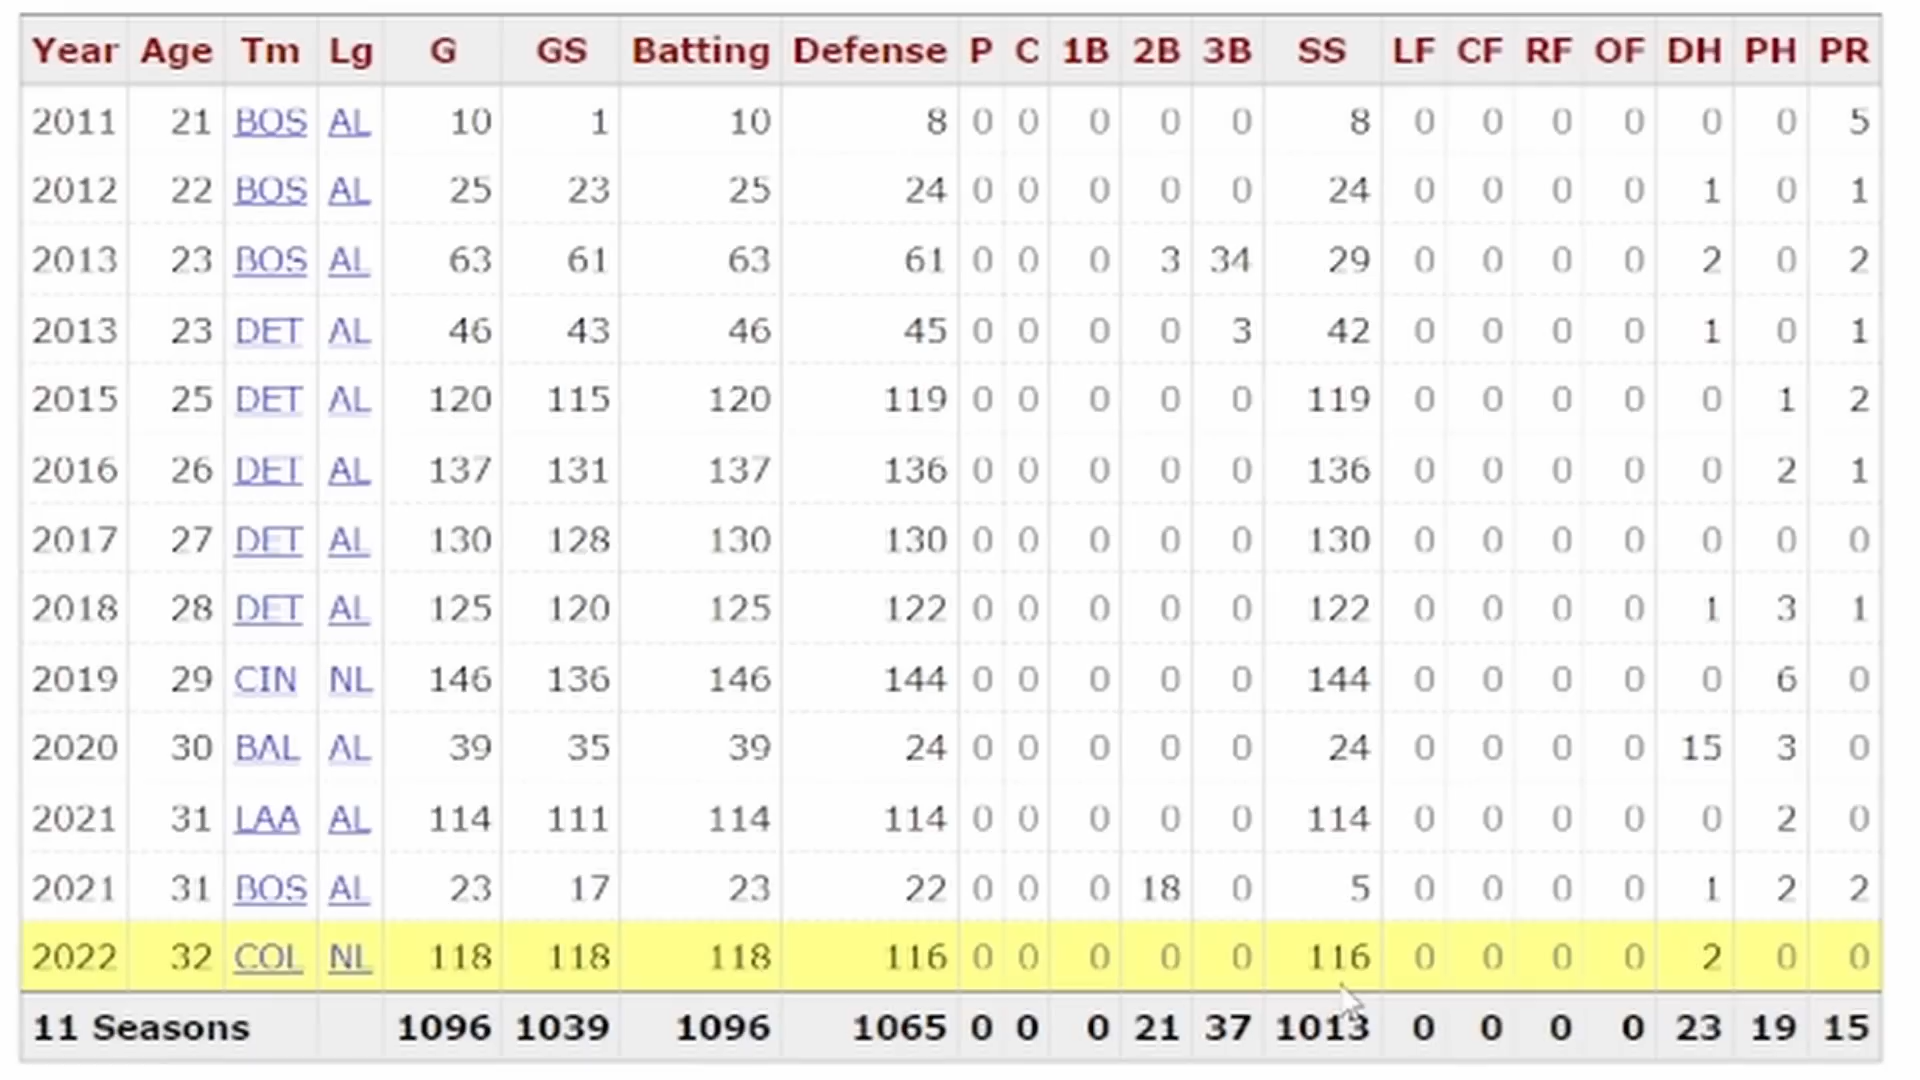 Year Age Tm Lg G GS Batting Defense P C 1B 2B 3B SS LF CF RF OF DH PH PR
2011 21 BOS AL 10 1 10 8 0 0 0 0 0 8 0 0 0 0 0 0 5
2012 22 BOS AL 25 23 25 24 0 0 0 0 0 24 0 0 0 0 1 0 1
2013 23 BOS AL 63 61 63 61 0 0 0 3 34 29 0 0 0 0 2 0 2
2013 23 DET AL 46 43 46 45 0 0 0 0 3 42 0 0 0 0 1 0 1
2015 25 DET AL 120 115 120 119 0 0 0 0 0 119 0 0 0 0 0 1 2
2016 26 DET AL 137 131 137 136 0 0 0 0 0 136 0 0 0 0 0 2 1
2017 27 DET AL 130 128 130 130 0 0 0 0 0 130 0 0 0 0 0 0 0
2018 28 DET AL 125 120 125 122 0 0 0 0 0 122 0 0 0 0 1 3 1
2019 29 CIN NL 146 136 146 144 0 0 0 0 0 144 0 0 0 0 0 6 0
2020 30 BAL AL 39 35 39 24 0 0 0 0 0 24 0 0 0 0 15 3 0
2021 31 LAA AL 114 111 114 114 0 0 0 0 0 114 0 0 0 0 0 2 0
2021 31 BOS AL 23 17 23 22 0 0 0 18 0 5 0 0 0 0 1 2 2
2022 32 COL NL 118 118 118 116 0 0 0 0 0 116 0 0 0 0 2 0 0
11 Seasons 1096 1039 1096 1065 0 0 0 21 37 1013 0 0 0 0 23 19 15